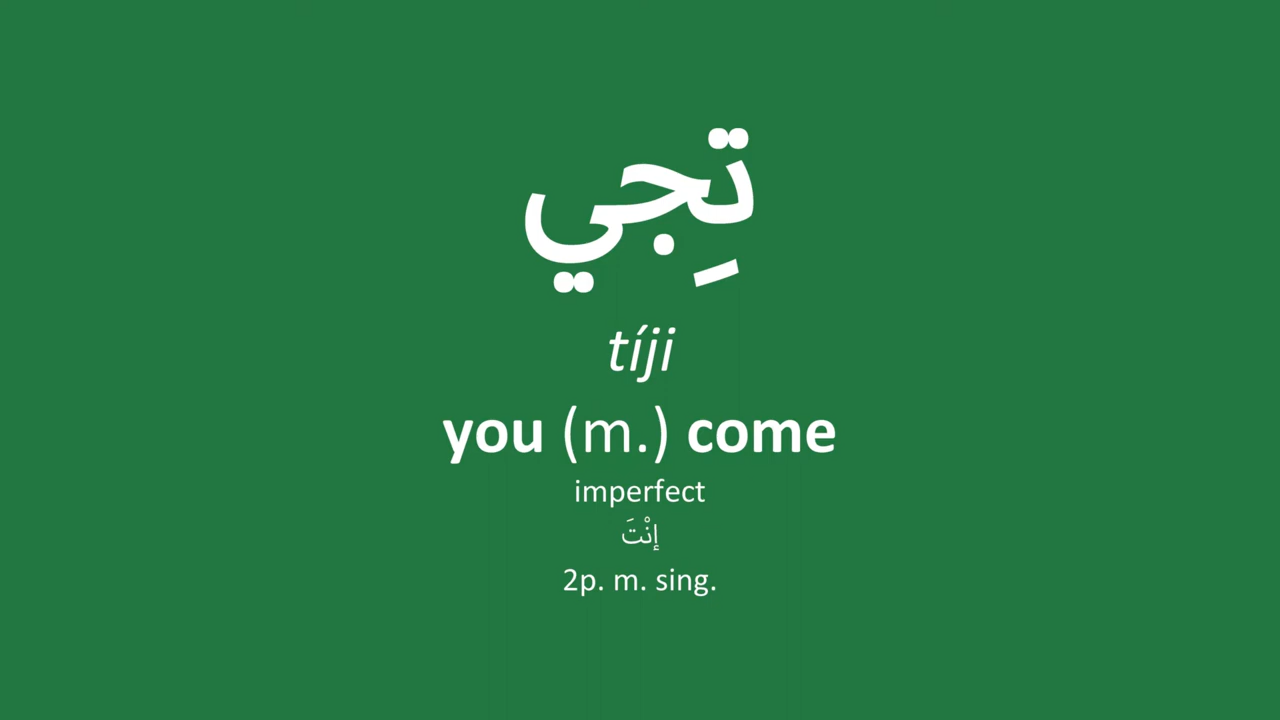 تِجي
tíji
you (m.) come
imperfect
إنْتَ
2p. m. sing.